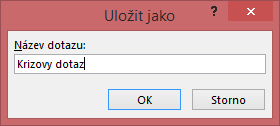 Uložit jako
?
Název dotazu:
Krizovy dotaz
OK Storno